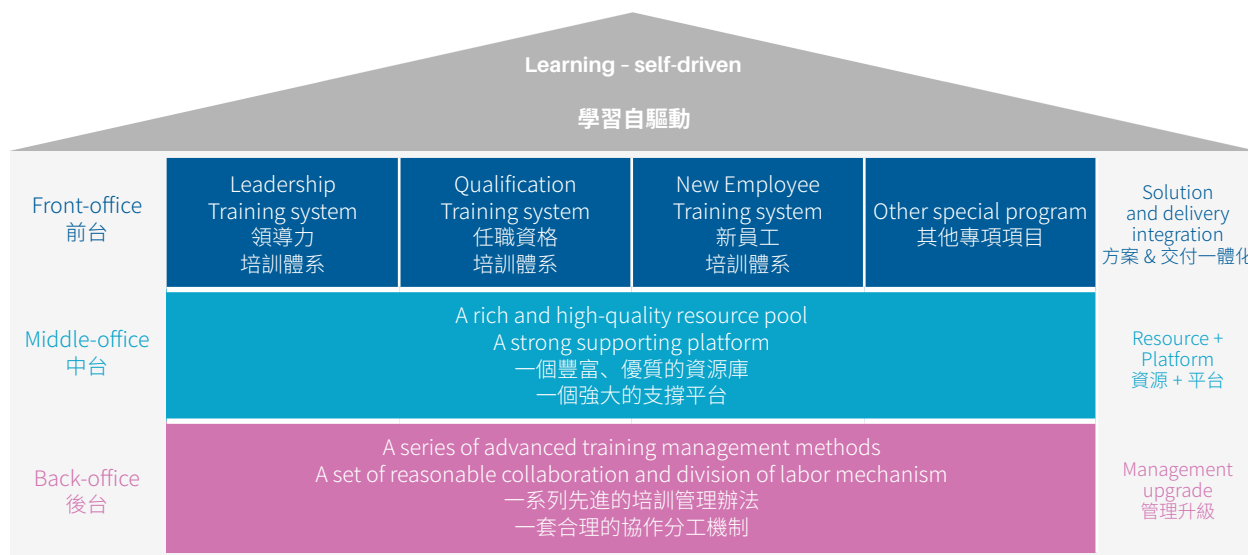 Learning – self-driven
學習自驅動
Front-office
前台
Leadership
Training system
領導力
培訓體系
Qualification
Training system
任職資格
培訓體系
New Employee
Training system
新員工
培訓體系
Other special program
其他專項項目
Solution
and delivery
integration
方案 & 交付一體化
Middle-office
中台
A rich and high-quality resource pool
A strong supporting platform
一個豐富、優質的資源庫
一個強大的支撐平台
Resource +
Platform
資源 + 平台
Back-office
後台
A series of advanced training management methods
A set of reasonable collaboration and division of labor mechanism
一系列先進的培訓管理辦法
一套合理的協作分工機制
Management
upgrade
管理升級